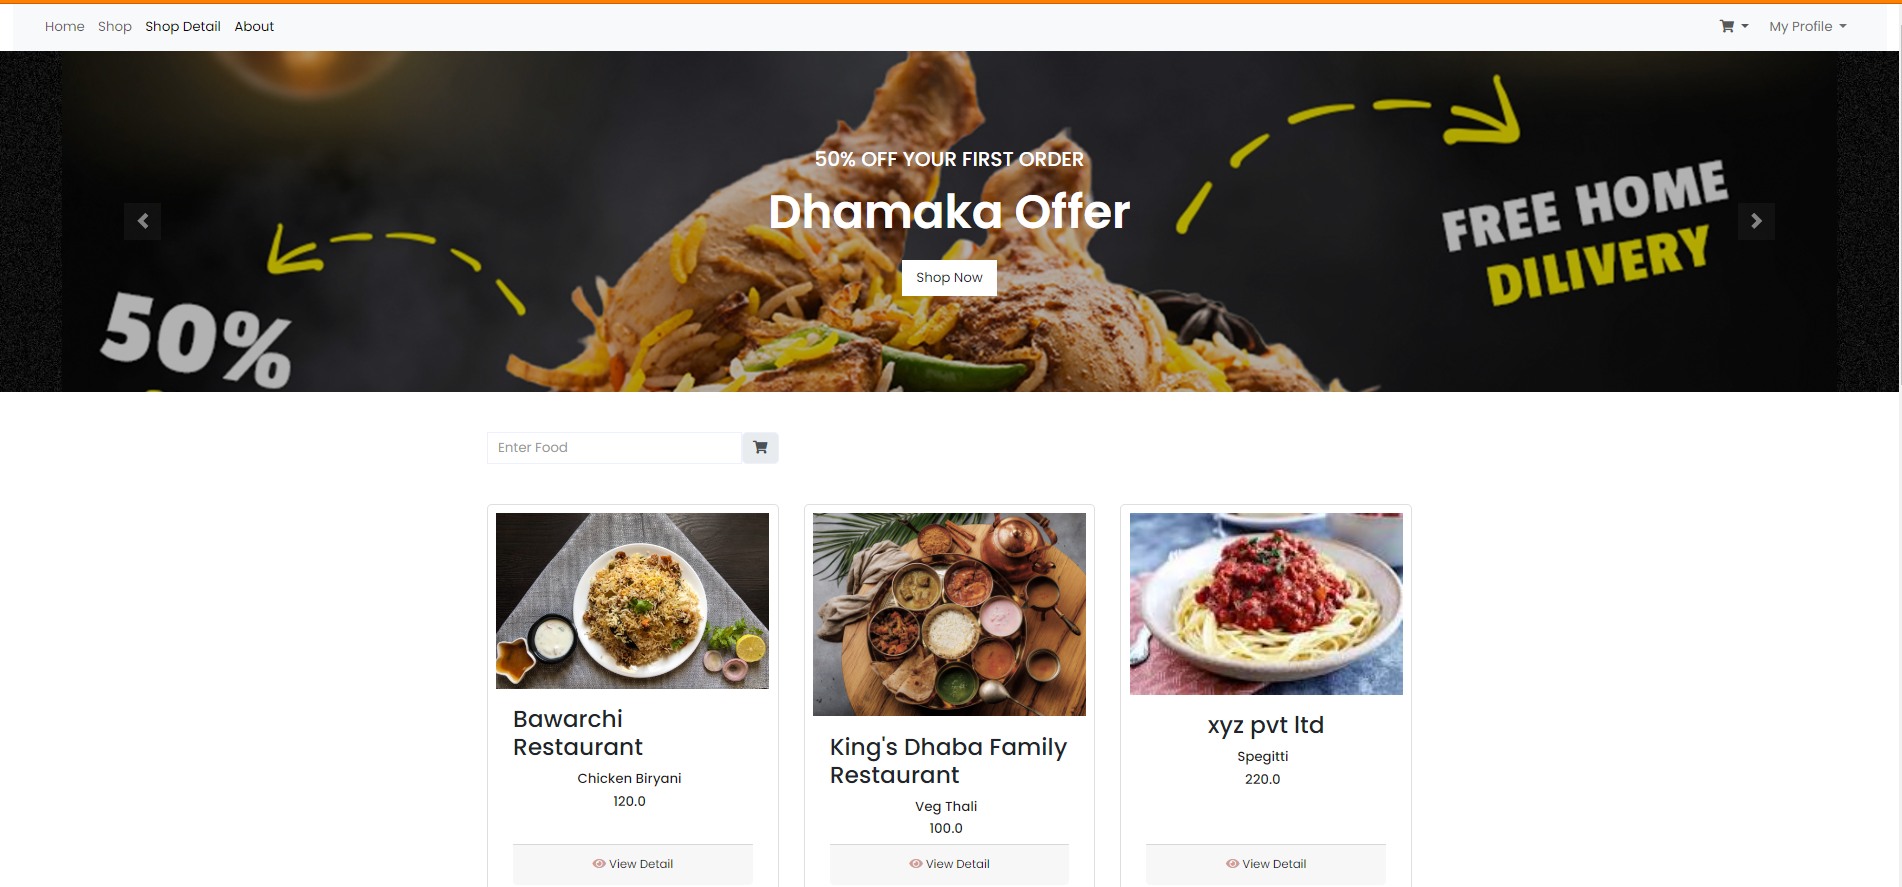 Home Shop Shop Detail About My Profile
50% OFF YOUR FIRST ORDER
Dhamaka Offer
Shop Now
50%
FREE HOME
DILIVERY
Enter Food
Bawarchi
Restaurant
Chicken Biryani
120.0
View Detail
King's Dhaba Family
Restaurant
Veg Thali
100.0
View Detail
xyz pvt ltd
Spegitti
220.0
View Detail